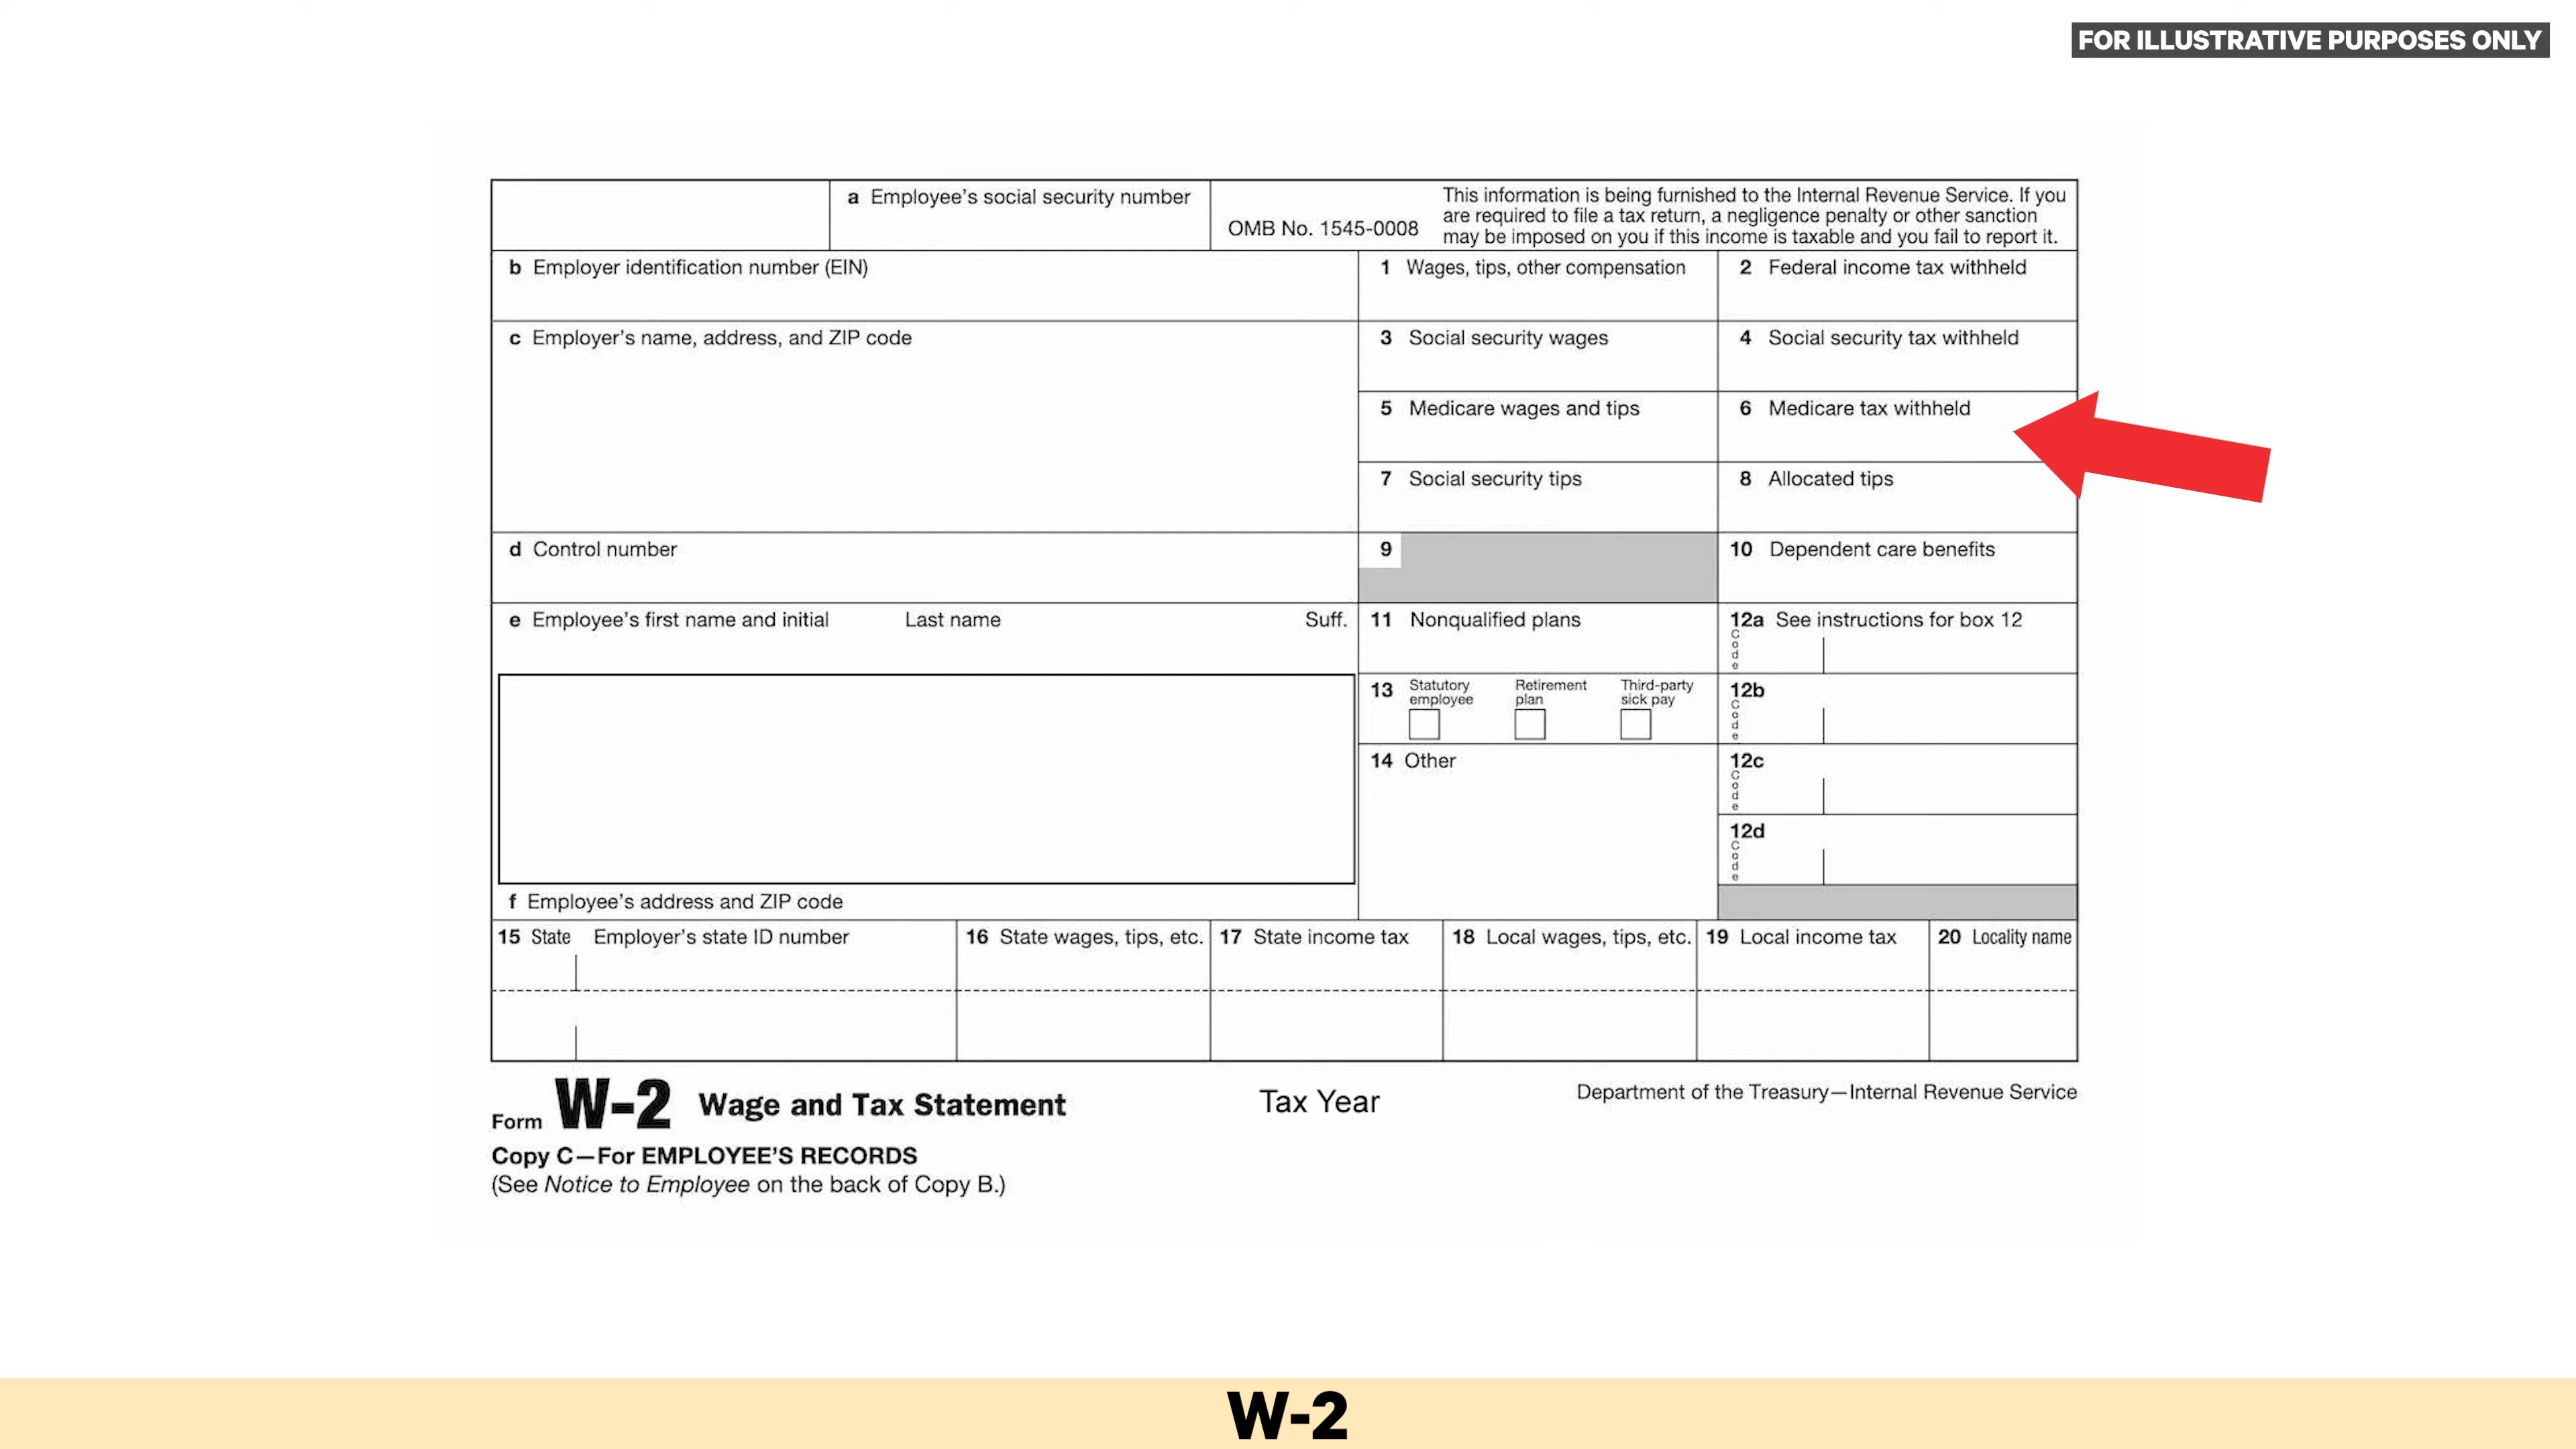 FOR ILLUSTRATIVE PURPOSES ONLY
a Employee's social security number
OMB No. 1545-0008
This information is being furnished to the Internal Revenue Service. If you
are required to file a tax return, a negligence penalty or other sanction
may be imposed on you if this income is taxable and you fail to report it.
b Employer identification number (EIN)
1 Wages, tips, other compensation
2 Federal income tax withheld
c Employer's name, address, and ZIP code
3 Social security wages
4 Social security tax withheld
5 Medicare wages and tips
6 Medicare tax withheld
7 Social security tips
8 Allocated tips
d Control number
9
10 Dependent care benefits
e Employee's first name and initial Last name Suff.
11 Nonqualified plans
12a See instructions for box 12
Code
13 Statutory employee
Retirement plan
Third-party sick pay
12b
Code
14 Other
12c
Code
12d
Code
f Employee's address and ZIP code
15 State Employer's state ID number
16 State wages, tips, etc.
17 State income tax
18 Local wages, tips, etc.
19 Local income tax
20 Locality name
Form W-2 Wage and Tax Statement
Tax Year
Department of the Treasury—Internal Revenue Service
Copy C—For EMPLOYEE'S RECORDS
(See Notice to Employee on the back of Copy B.)
W-2